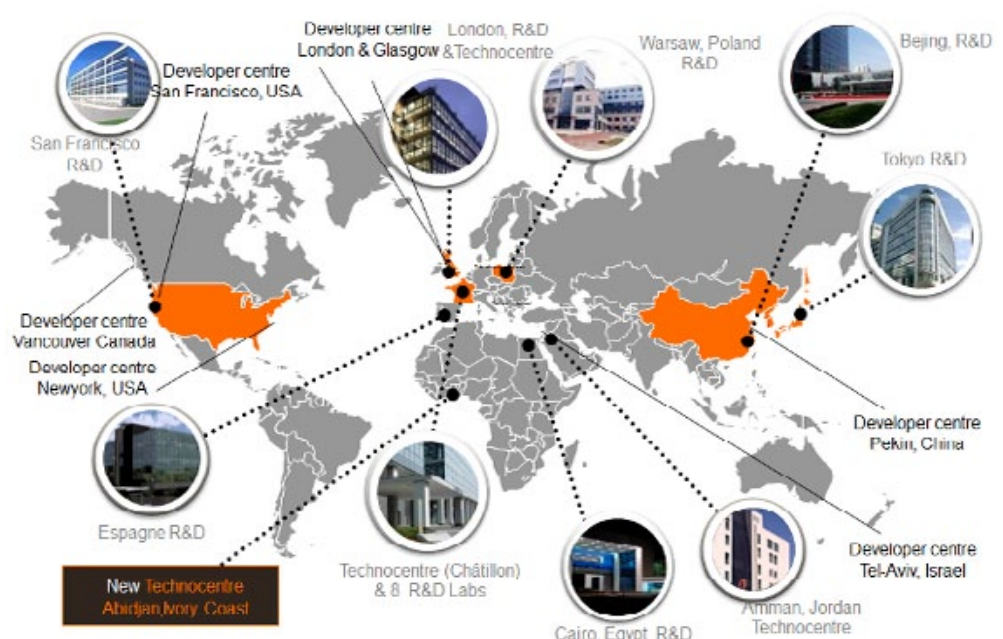 Developer centre
London & Glasgow
London, R&D
&Technocentre
Warsaw, Poland
R&D
Bejing, R&D
Developer centre
San Francisco, USA
San Francisco
R&D
Tokyo R&D
Developer centre
Vancouver Canada
Developer centre
Newyork, USA
Developer centre
Pekin, China
Espagne R&D
Technocentre (Châtillon)
& 8 R&D Labs
Developer centre
Tel-Aviv, Israel
New Technocentre
Abidjan,Ivory Coast
Amman, Jordan
Technocentre
Cairo, Egypt, R&D